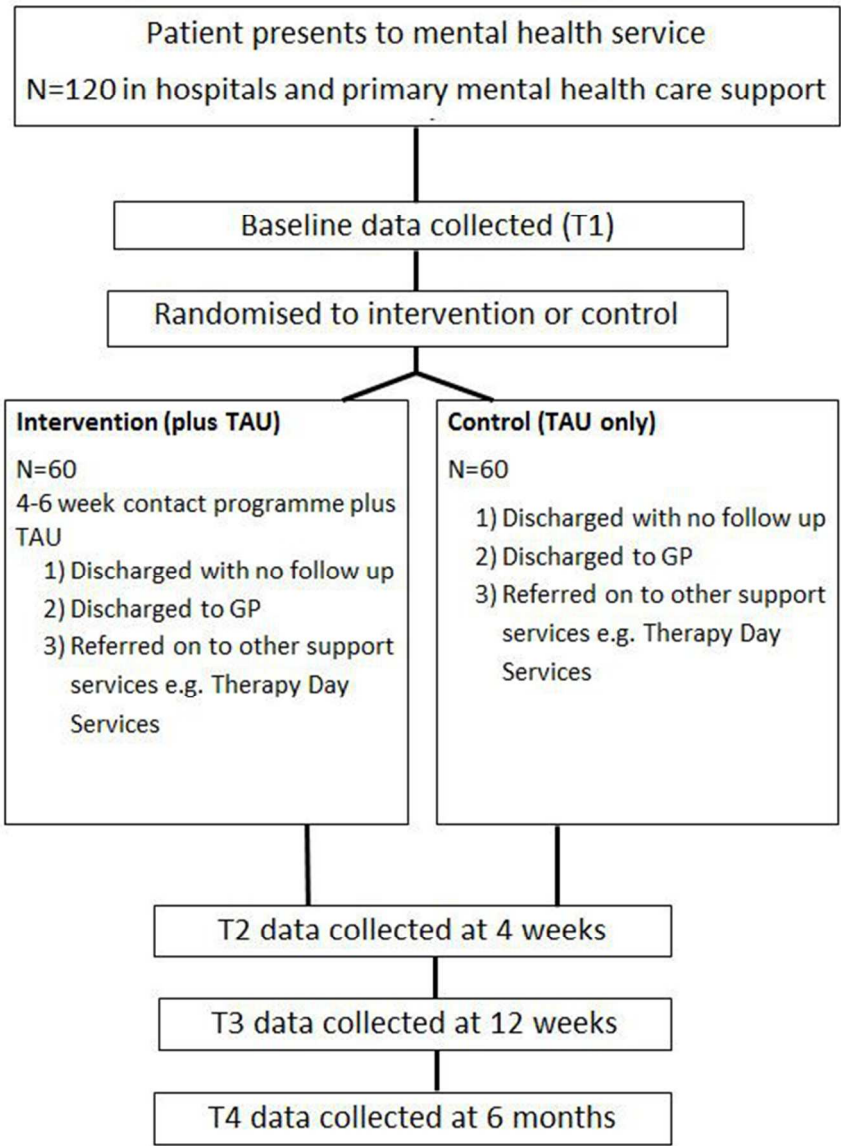 Patient presents to mental health service
N=120 in hospitals and primary mental health care support
Baseline data collected (T1)
Randomised to intervention or control
Intervention (plus TAU)
N=60
4-6 week contact programme plus
TAU
1) Discharged with no follow up
2) Discharged to GP
3) Referred on to other support
services e.g. Therapy Day
Services
Control (TAU only)
N=60
1) Discharged with no follow up
2) Discharged to GP
3) Referred on to other support
services e.g. Therapy Day
Services
T2 data collected at 4 weeks
T3 data collected at 12 weeks
T4 data collected at 6 months